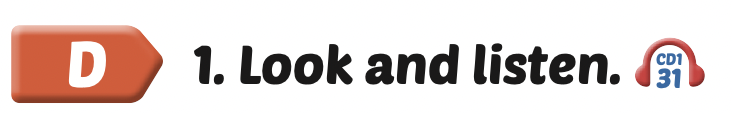 D 1. Look and listen. CD1
31